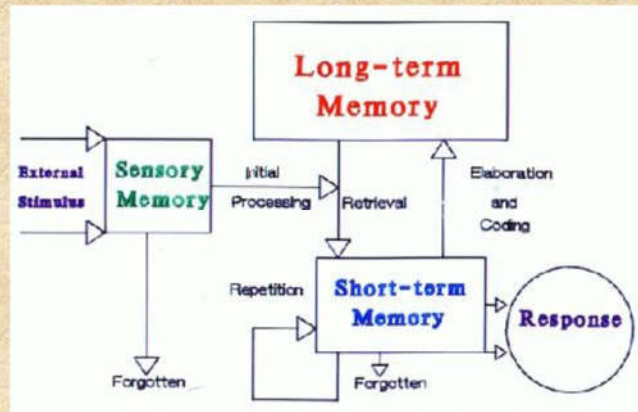 Long-term
Memory
External
Stimulus
Sensory
Memory
Initial
Processing
Retrieval
Elaboration
and
Coding
Repetition
Short-term
Memory
Response
Forgotten
Forgotten